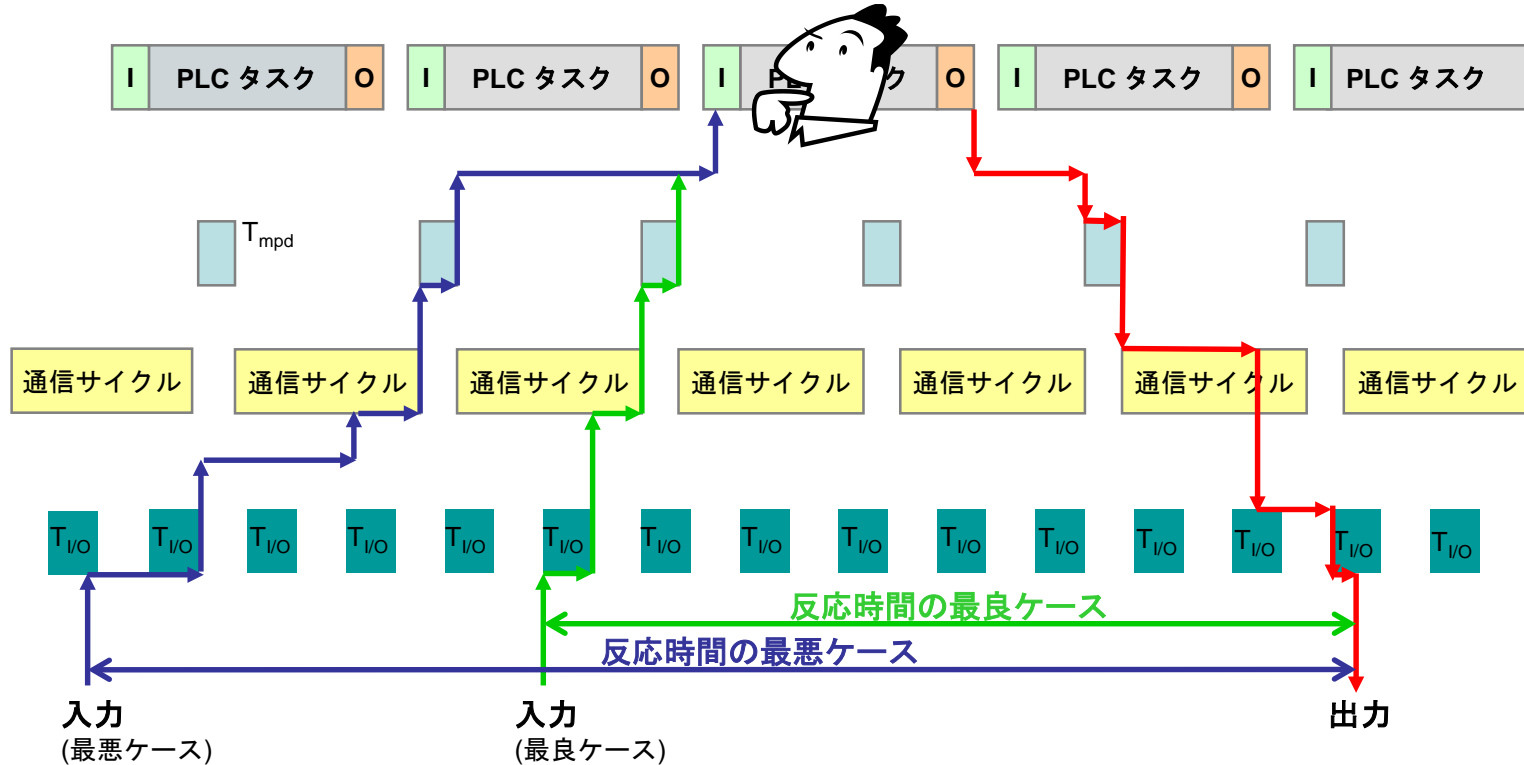 I PLC タスク O I PLC タスク O I PLC タスク O I PLC タスク O I PLC タスク
Tmpd
通信サイクル 通信サイクル 通信サイクル 通信サイクル 通信サイクル 通信サイクル 通信サイクル
TI/O TI/O TI/O TI/O TI/O TI/O TI/O TI/O TI/O TI/O TI/O TI/O TI/O TI/O TI/O
反応時間の最良ケース
反応時間の最悪ケース
入力 入力 出力
(最悪ケース) (最良ケース)